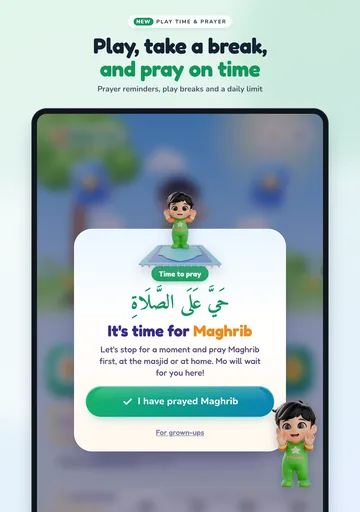 NEW PLAY TIME & PRAYER
Play, take a break,
and pray on time
Prayer reminders, play breaks and a daily limit
Time to pray
حَيَّ عَلَى الصَّلَاةِ
It's time for Maghrib
Let's stop for a moment and pray Maghrib
first, at the masjid or at home. Mo will wait
for you here!
✓ I have prayed Maghrib
For grown-ups